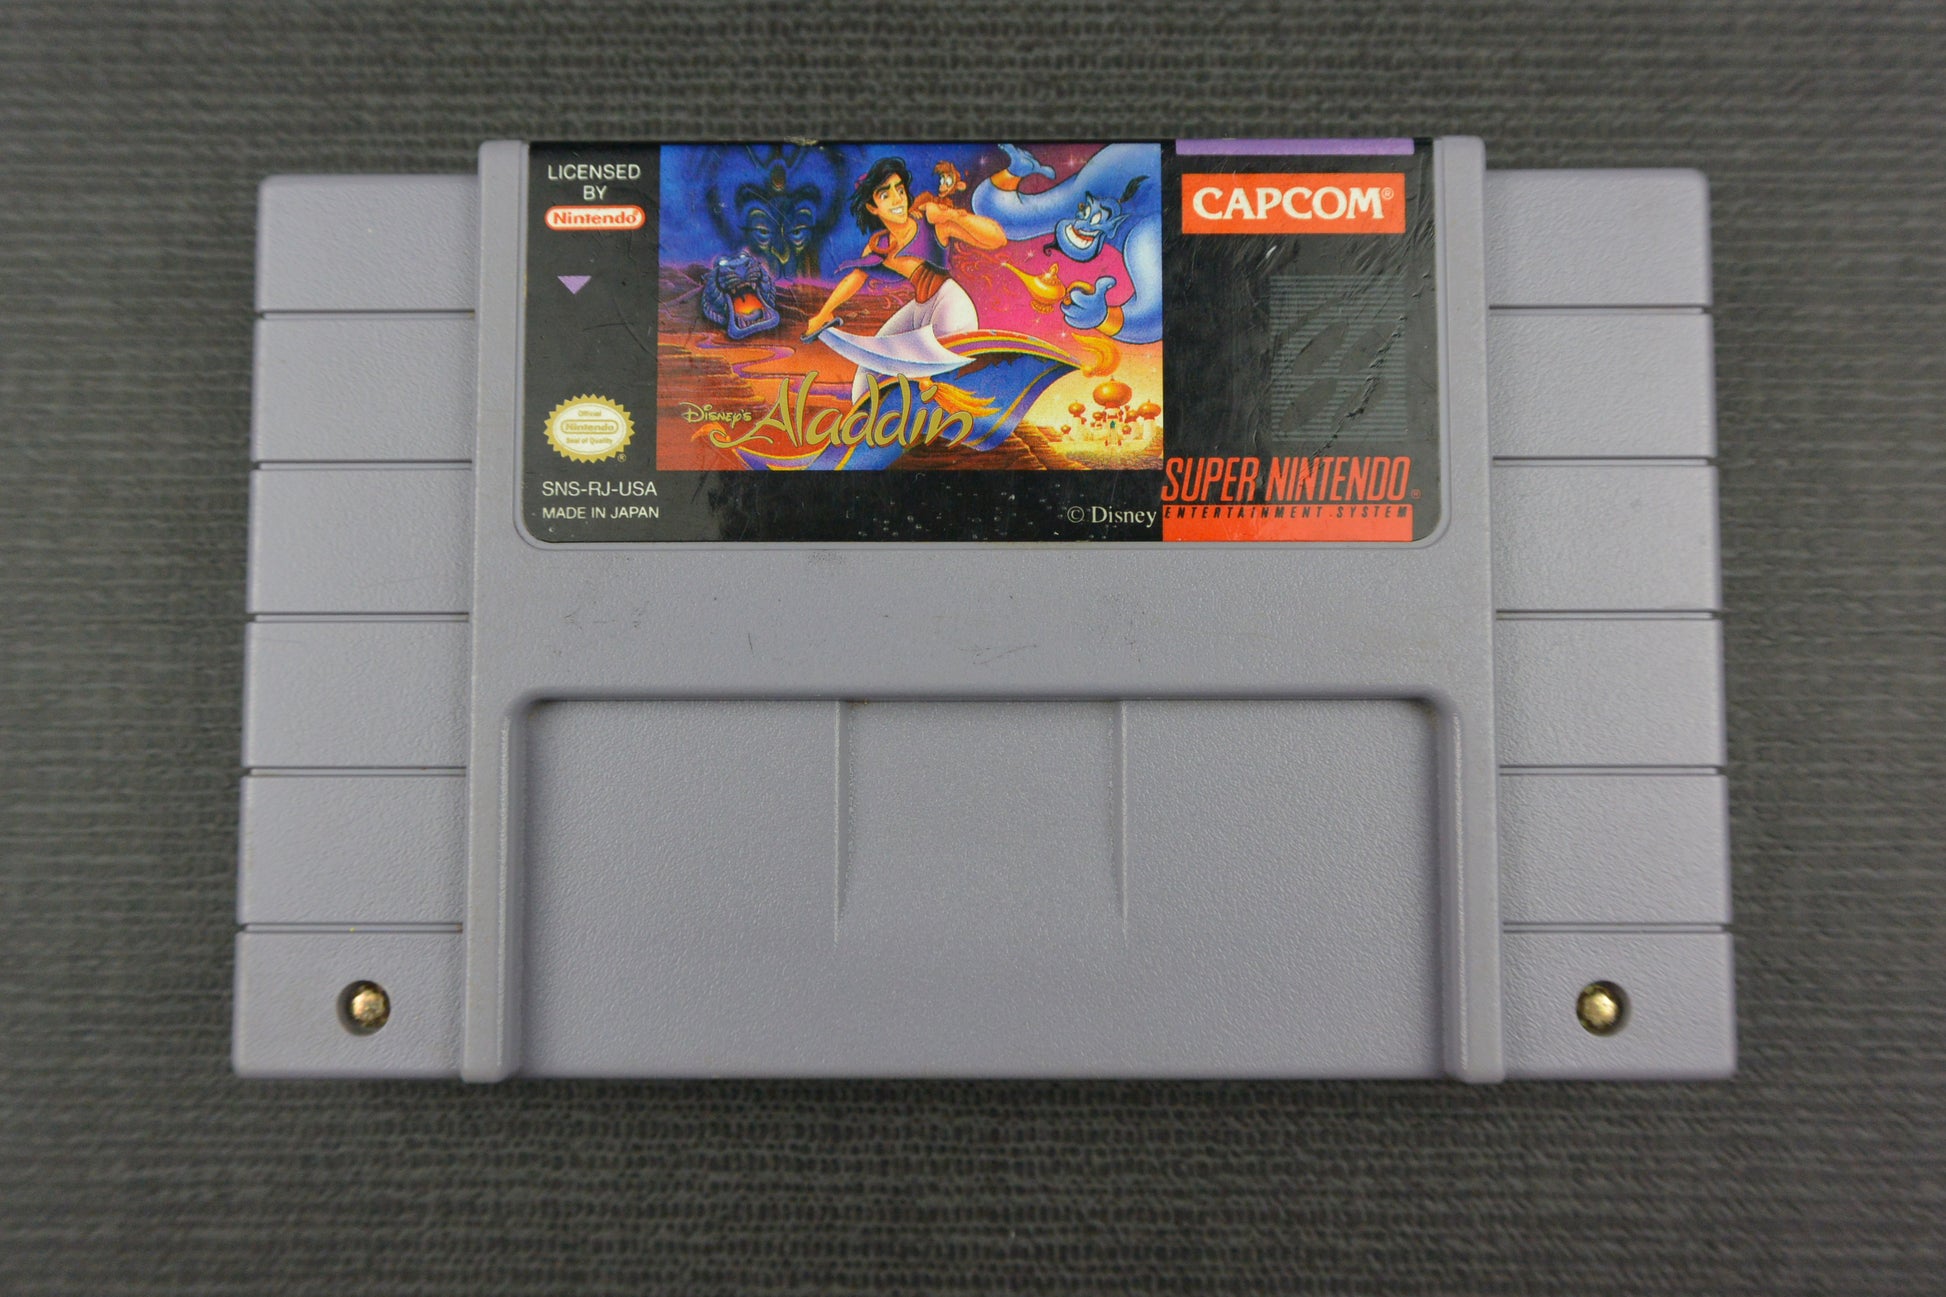 LICENSED
BY
Nintendo®
Official
Nintendo
Seal of Quality
®
SNS-RJ-USA
MADE IN JAPAN
DISNEY'S Aladdin
© Disney
CAPCOM®
SUPER NINTENDO®
ENTERTAINMENT SYSTEM